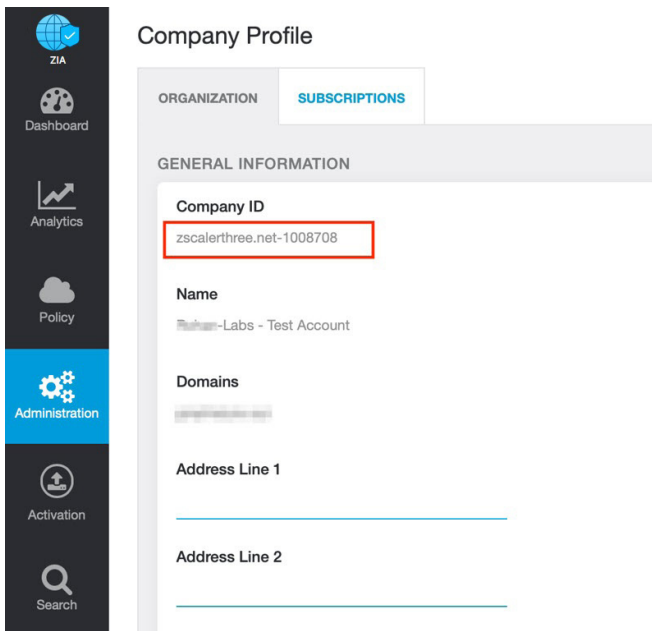 ZIA
Dashboard
Analytics
Policy
Administration
Activation
Search
Company Profile
ORGANIZATION
SUBSCRIPTIONS
GENERAL INFORMATION
Company ID
zscalerthree.net-1008708
Name
-Labs - Test Account
Domains
Address Line 1
Address Line 2